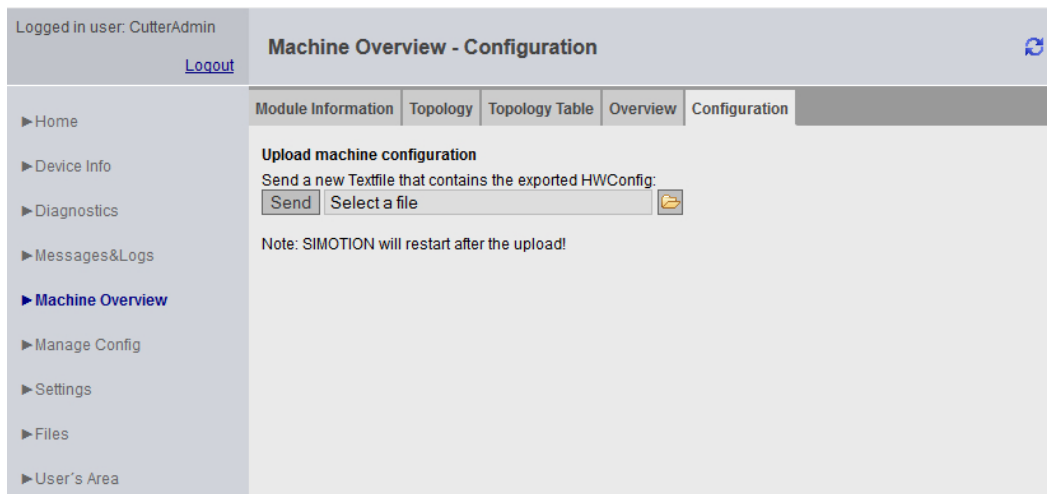 Logged in user: CutterAdmin
Logout
Machine Overview - Configuration
Module Information Topology Topology Table Overview Configuration
►Home
►Device Info
►Diagnostics
►Messages&Logs
►Machine Overview
►Manage Config
►Settings
►Files
►User´s Area
Upload machine configuration
Send a new Textfile that contains the exported HWConfig:
Send Select a file
Note: SIMOTION will restart after the upload!